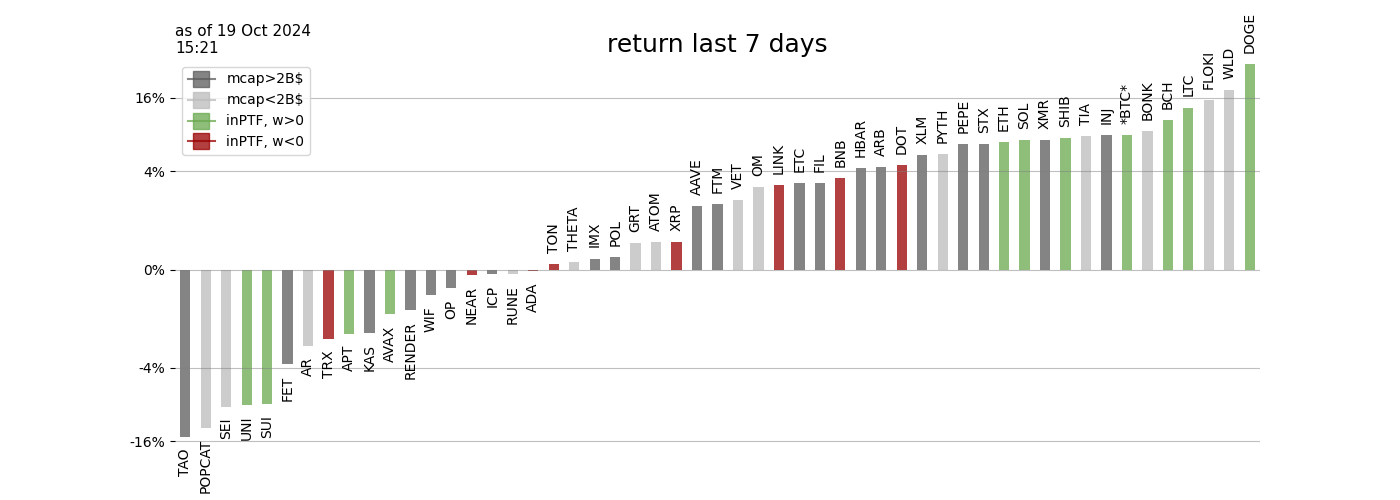 as of 19 Oct 2024
15:21
return last 7 days
mcap>2B$
mcap<2B$
inPTF, w>0
inPTF, w<0
16%
4%
0%
-4%
-16%
TAO
POPCAT
SEI
UNI
SUI
FET
AR
TRX
APT
KAS
AVAX
RENDER
WIF
OP
NEAR
ICP
RUNE
ADA
TON
THETA
IMX
POL
GRT
ATOM
XRP
AAVE
FTM
VET
OM
LINK
ETC
FIL
BNB
HBAR
ARB
DOT
XLM
PYTH
PEPE
STX
ETH
SOL
XMR
SHIB
TIA
INJ
*BTC*
BONK
BCH
LTC
FLOKI
WLD
DOGE